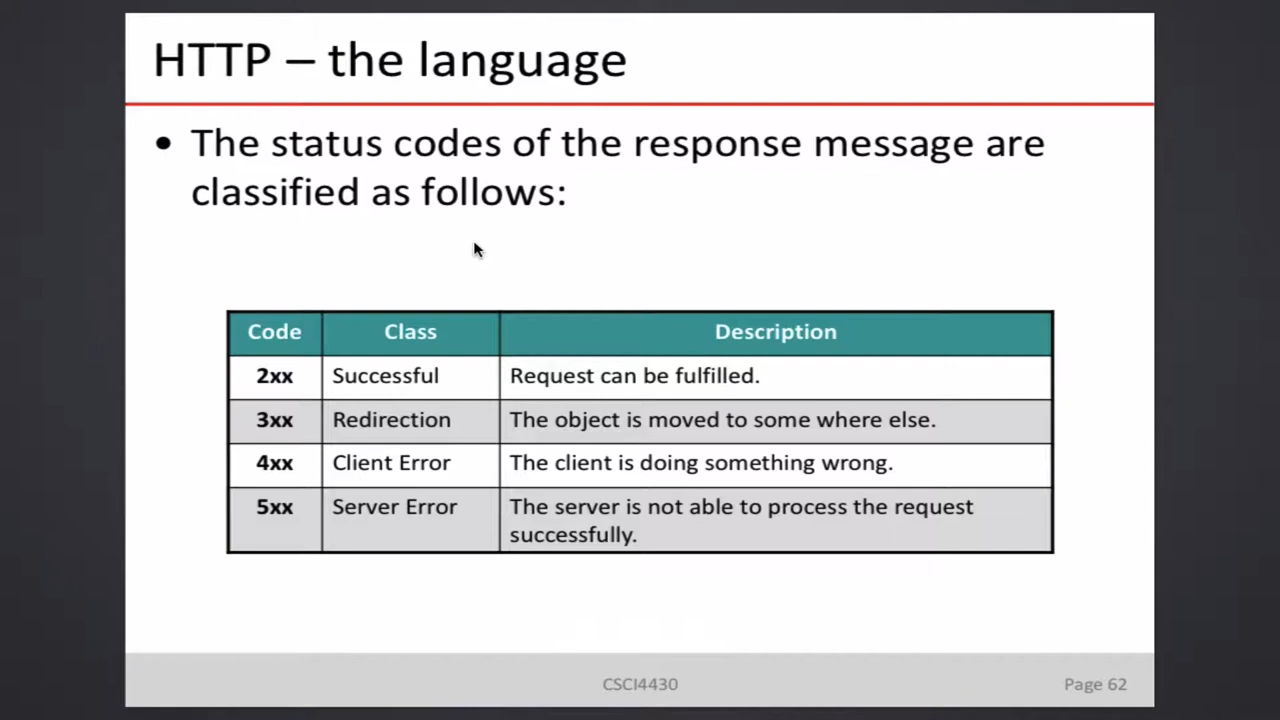 HTTP – the language
• The status codes of the response message are
classified as follows:
Code Class Description
2xx Successful Request can be fulfilled.
3xx Redirection The object is moved to some where else.
4xx Client Error The client is doing something wrong.
5xx Server Error The server is not able to process the request
successfully.
CSCI4430 Page 62